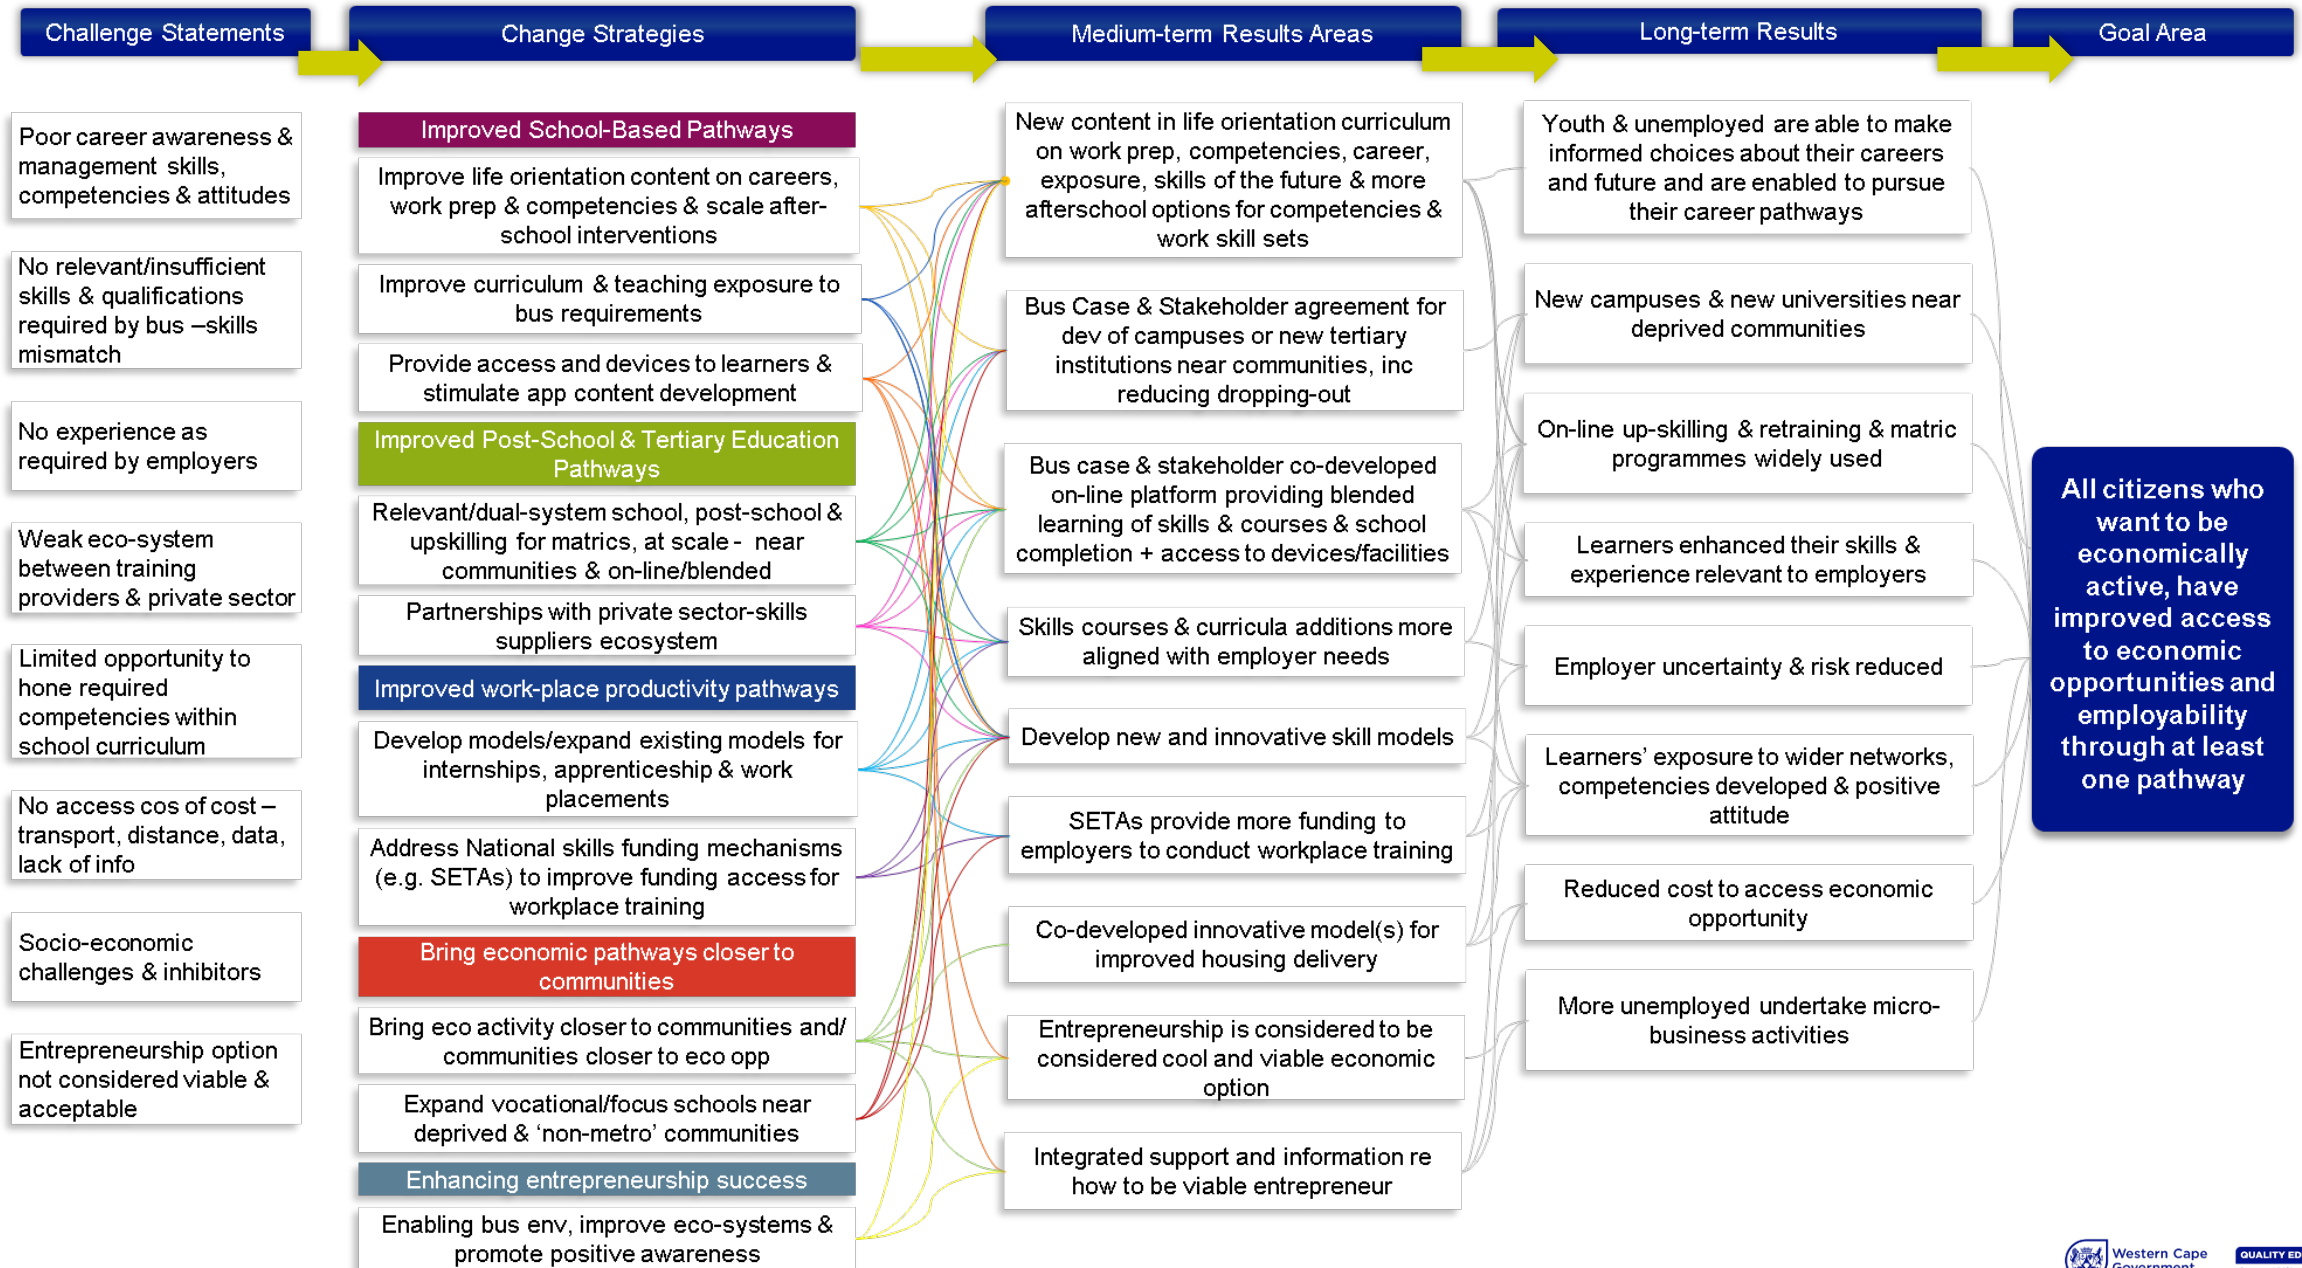 Challenge Statements
Change Strategies
Medium-term Results Areas
Long-term Results
Goal Area
Poor career awareness &
management skills,
competencies & attitudes
No relevant/insufficient
skills & qualifications
required by bus –skills
mismatch
No experience as
required by employers
Weak eco-system
between training
providers & private sector
Limited opportunity to
hone required
competencies within
school curriculum
No access cos of cost –
transport, distance, data,
lack of info
Socio-economic
challenges & inhibitors
Entrepreneurship option
not considered viable &
acceptable
Improved School-Based Pathways
Improve life orientation content on careers,
work prep & competencies & scale after-
school interventions
Improve curriculum & teaching exposure to
bus requirements
Provide access and devices to learners &
stimulate app content development
Improved Post-School & Tertiary Education
Pathways
Relevant/dual-system school, post-school &
upskilling for matrics, at scale - near
communities & on-line/blended
Partnerships with private sector-skills
suppliers ecosystem
Improved work-place productivity pathways
Develop models/expand existing models for
internships, apprenticeship & work
placements
Address National skills funding mechanisms
(e.g. SETAs) to improve funding access for
workplace training
Bring economic pathways closer to
communities
Bring eco activity closer to communities and/
communities closer to eco opp
Expand vocational/focus schools near
deprived & ‘non-metro’ communities
Enhancing entrepreneurship success
Enabling bus env, improve eco-systems &
promote positive awareness
New content in life orientation curriculum
on work prep, competencies, career,
exposure, skills of the future & more
afterschool options for competencies &
work skill sets
Bus Case & Stakeholder agreement for
dev of campuses or new tertiary
institutions near communities, inc
reducing dropping-out
Bus case & stakeholder co-developed
on-line platform providing blended
learning of skills & courses & school
completion + access to devices/facilities
Skills courses & curricula additions more
aligned with employer needs
Develop new and innovative skill models
SETAs provide more funding to
employers to conduct workplace training
Co-developed innovative model(s) for
improved housing delivery
Entrepreneurship is considered to be
considered cool and viable economic
option
Integrated support and information re
how to be viable entrepreneur
Youth & unemployed are able to make
informed choices about their careers
and future and are enabled to pursue
their career pathways
New campuses & new universities near
deprived communities
On-line up-skilling & retraining & matric
programmes widely used
Learners enhanced their skills &
experience relevant to employers
Employer uncertainty & risk reduced
Learners’ exposure to wider networks,
competencies developed & positive
attitude
Reduced cost to access economic
opportunity
More unemployed undertake micro-
business activities
All citizens who
want to be
economically
active, have
improved access
to economic
opportunities and
employability
through at least
one pathway
Western Cape
Government
QUALITY ED